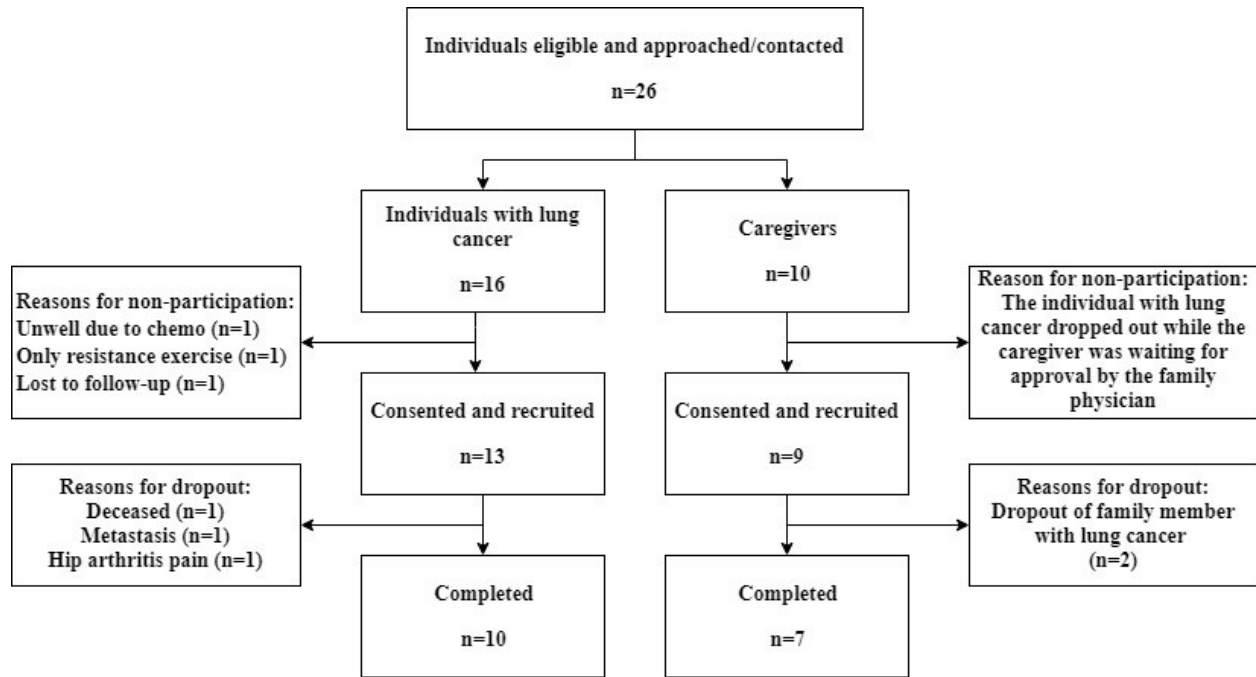 Individuals eligible and approached/contacted
n=26
Individuals with lung
cancer
n=16
Caregivers
n=10
Reasons for non-participation:
Unwell due to chemo (n=1)
Only resistance exercise (n=1)
Lost to follow-up (n=1)
Reason for non-participation:
The individual with lung
cancer dropped out while the
caregiver was waiting for
approval by the family
physician
Consented and recruited
n=13
Consented and recruited
n=9
Reasons for dropout:
Deceased (n=1)
Metastasis (n=1)
Hip arthritis pain (n=1)
Reasons for dropout:
Dropout of family member
with lung cancer
(n=2)
Completed
n=10
Completed
n=7